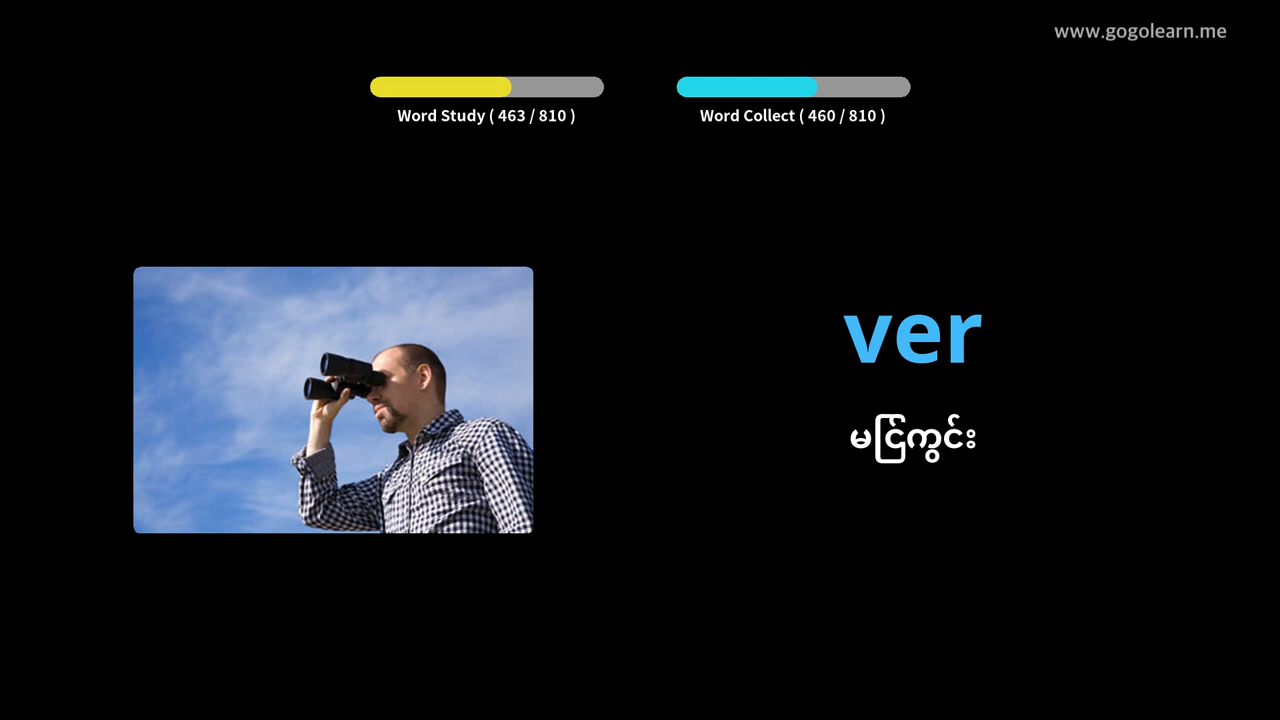 www.gogolearn.me
Word Study ( 463 / 810 )
Word Collect ( 460 / 810 )
ver
မငြ်ကွင်း